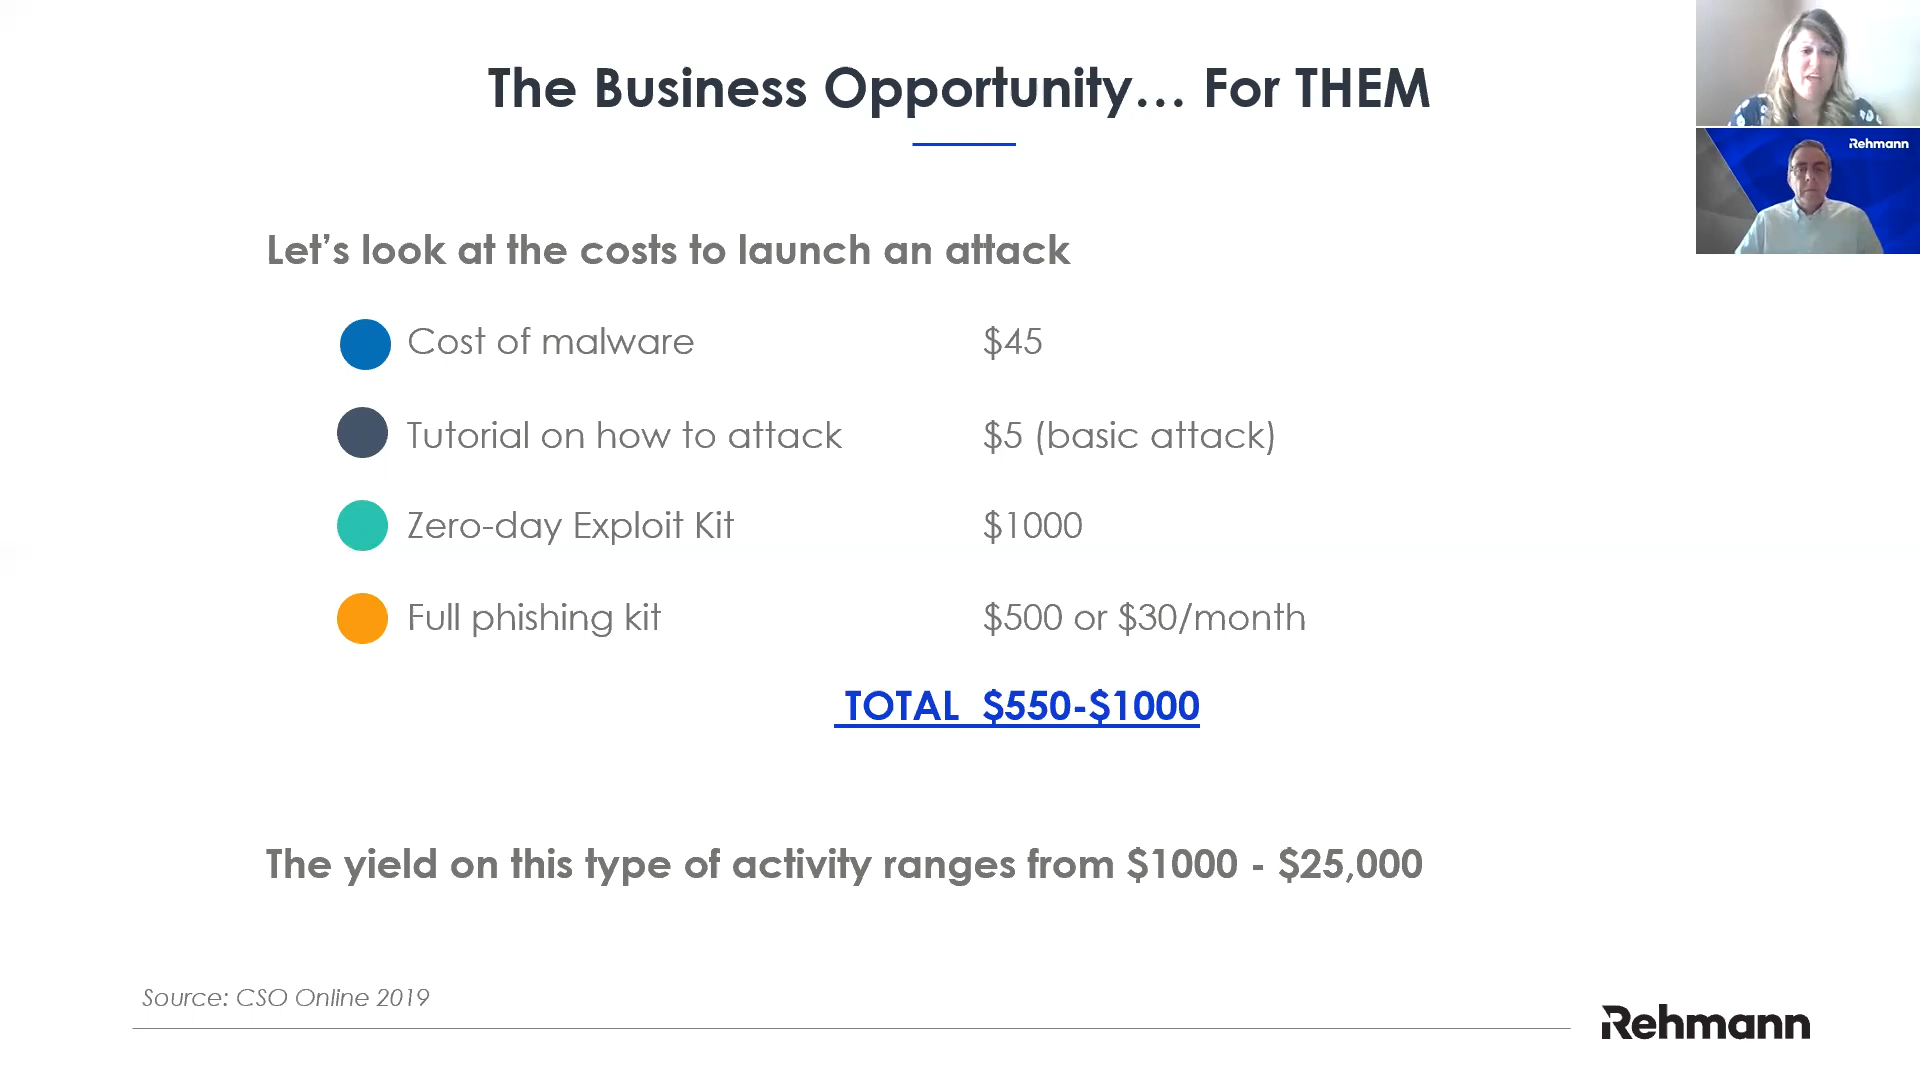 The Business Opportunity... For THEM
Rehmann
Let's look at the costs to launch an attack
Cost of malware $45
Tutorial on how to attack $5 (basic attack)
Zero-day Exploit Kit $1000
Full phishing kit $500 or $30/month
TOTAL $550-$1000
The yield on this type of activity ranges from $1000 - $25,000
Source: CSO Online 2019
Rehmann